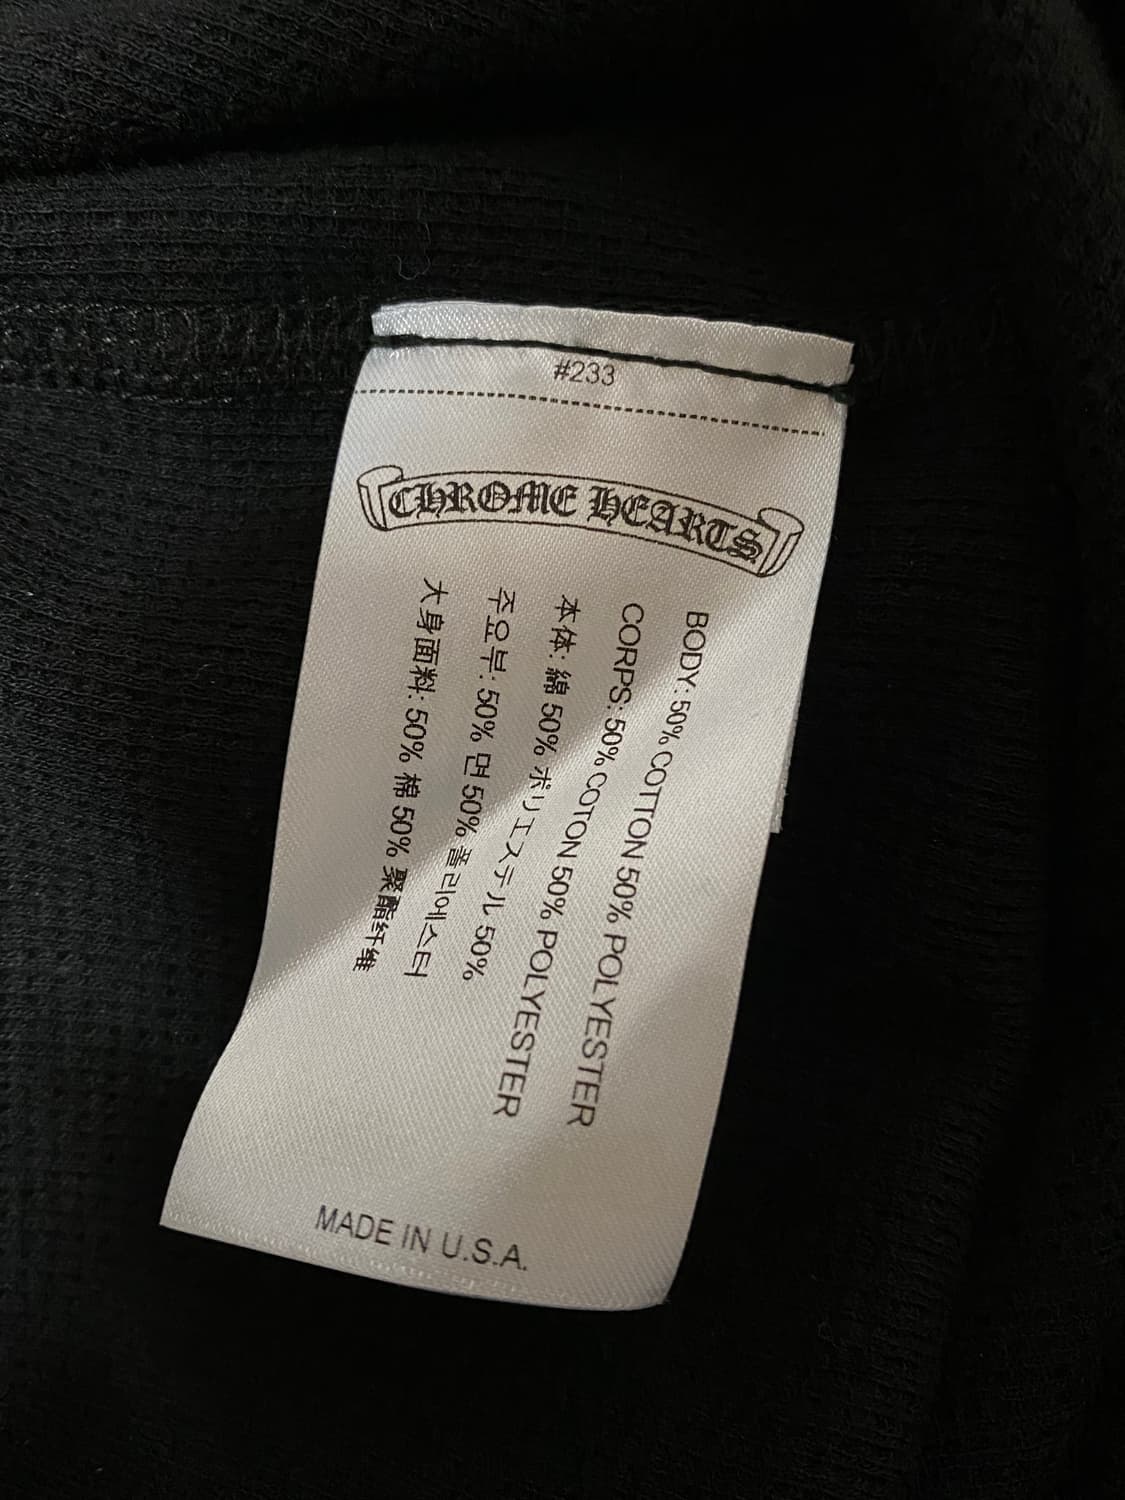 #233
CHROME HEARTS
BODY: 50% COTTON 50% POLYESTER
CORPS: 50% COTON 50% POLYESTER
本体: 綿 50% ポリエステル 50%
주요부: 50% 면 50% 폴리에스터
大身面料: 50% 棉 50% 聚酯纤维
MADE IN U.S.A.